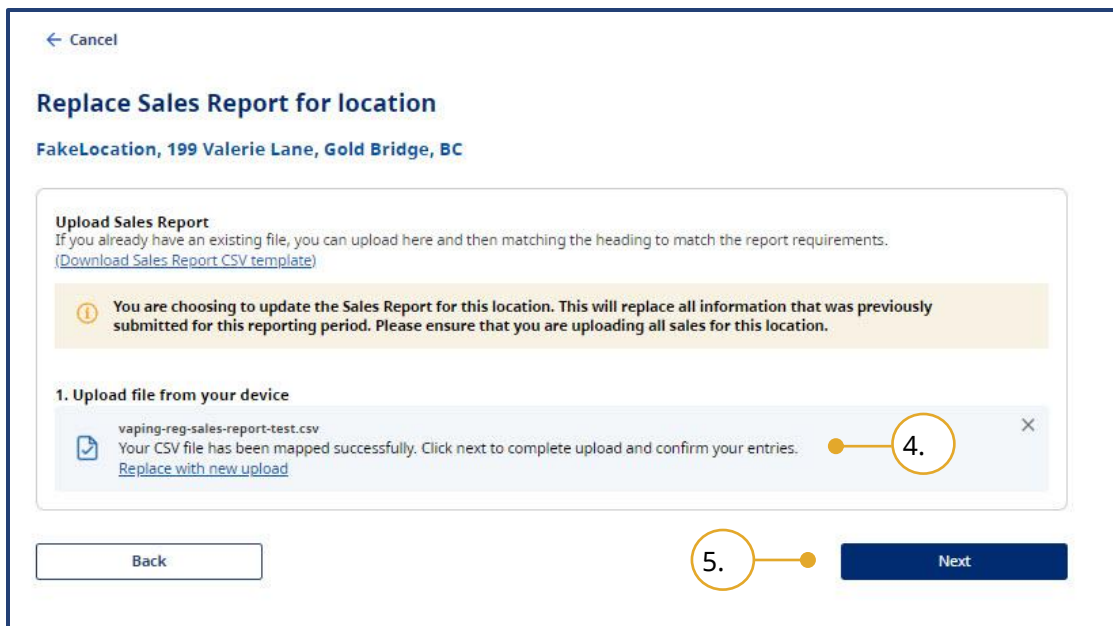 ← Cancel
Replace Sales Report for location
FakeLocation, 199 Valerie Lane, Gold Bridge, BC
Upload Sales Report
If you already have an existing file, you can upload here and then matching the heading to match the report requirements.
(Download Sales Report CSV template)
You are choosing to update the Sales Report for this location. This will replace all information that was previously
submitted for this reporting period. Please ensure that you are uploading all sales for this location.
1. Upload file from your device
vaping-reg-sales-report-test.csv
Your CSV file has been mapped successfully. Click next to complete upload and confirm your entries.
4.
Replace with new upload
Back
5.
Next